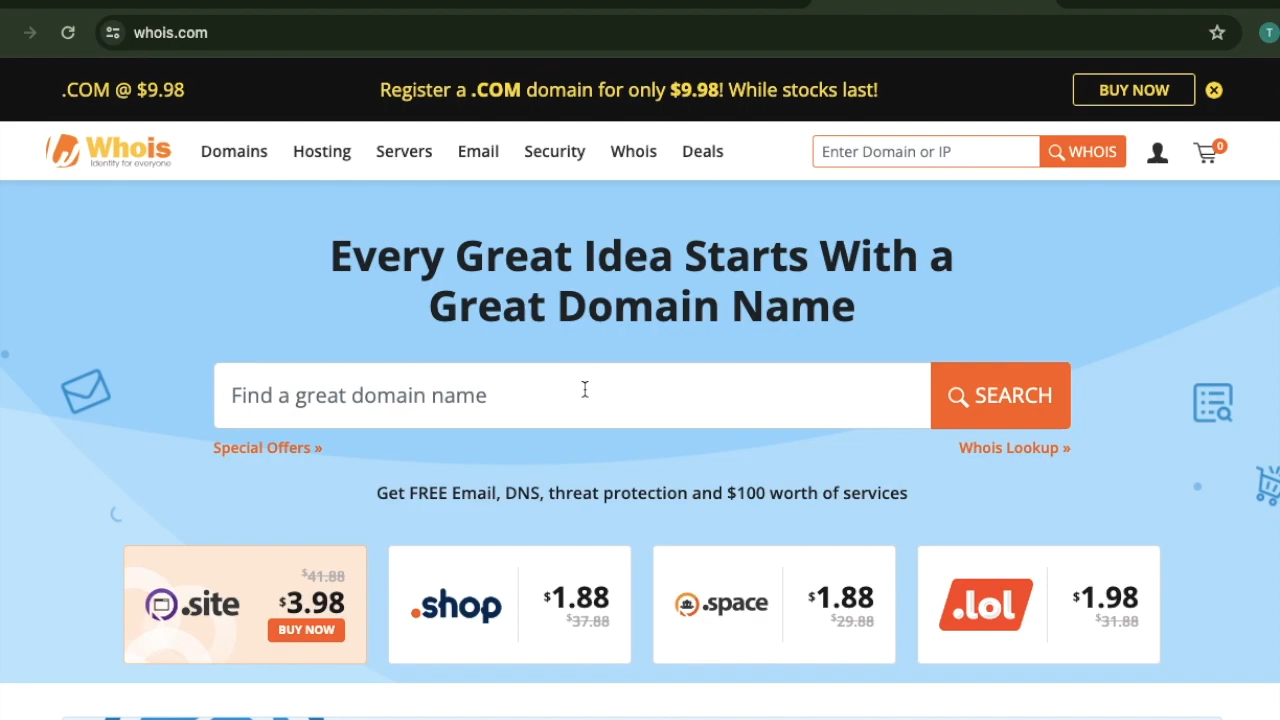 whois.com
T
.COM @ $9.98
Register a .COM domain for only $9.98! While stocks last!
BUY NOW
Whois
Identity for everyone
Domains
Hosting
Servers
Email
Security
Whois
Deals
Enter Domain or IP
WHOIS
0
Every Great Idea Starts With a
Great Domain Name
Find a great domain name
SEARCH
Special Offers »
Whois Lookup »
Get FREE Email, DNS, threat protection and $100 worth of services
.site
$41.88
$3.98
BUY NOW
.shop
$1.88
$37.88
.space
$1.88
$29.88
.lol
$1.98
$31.88